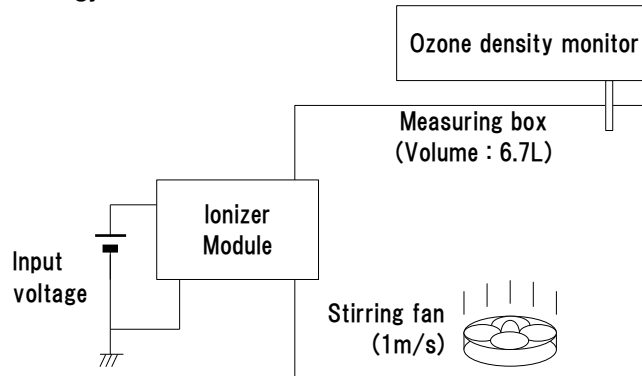 Ozone density monitor
Measuring box
(Volume : 6.7L)
Ionizer
Module
Input
voltage
Stirring fan
(1m/s)